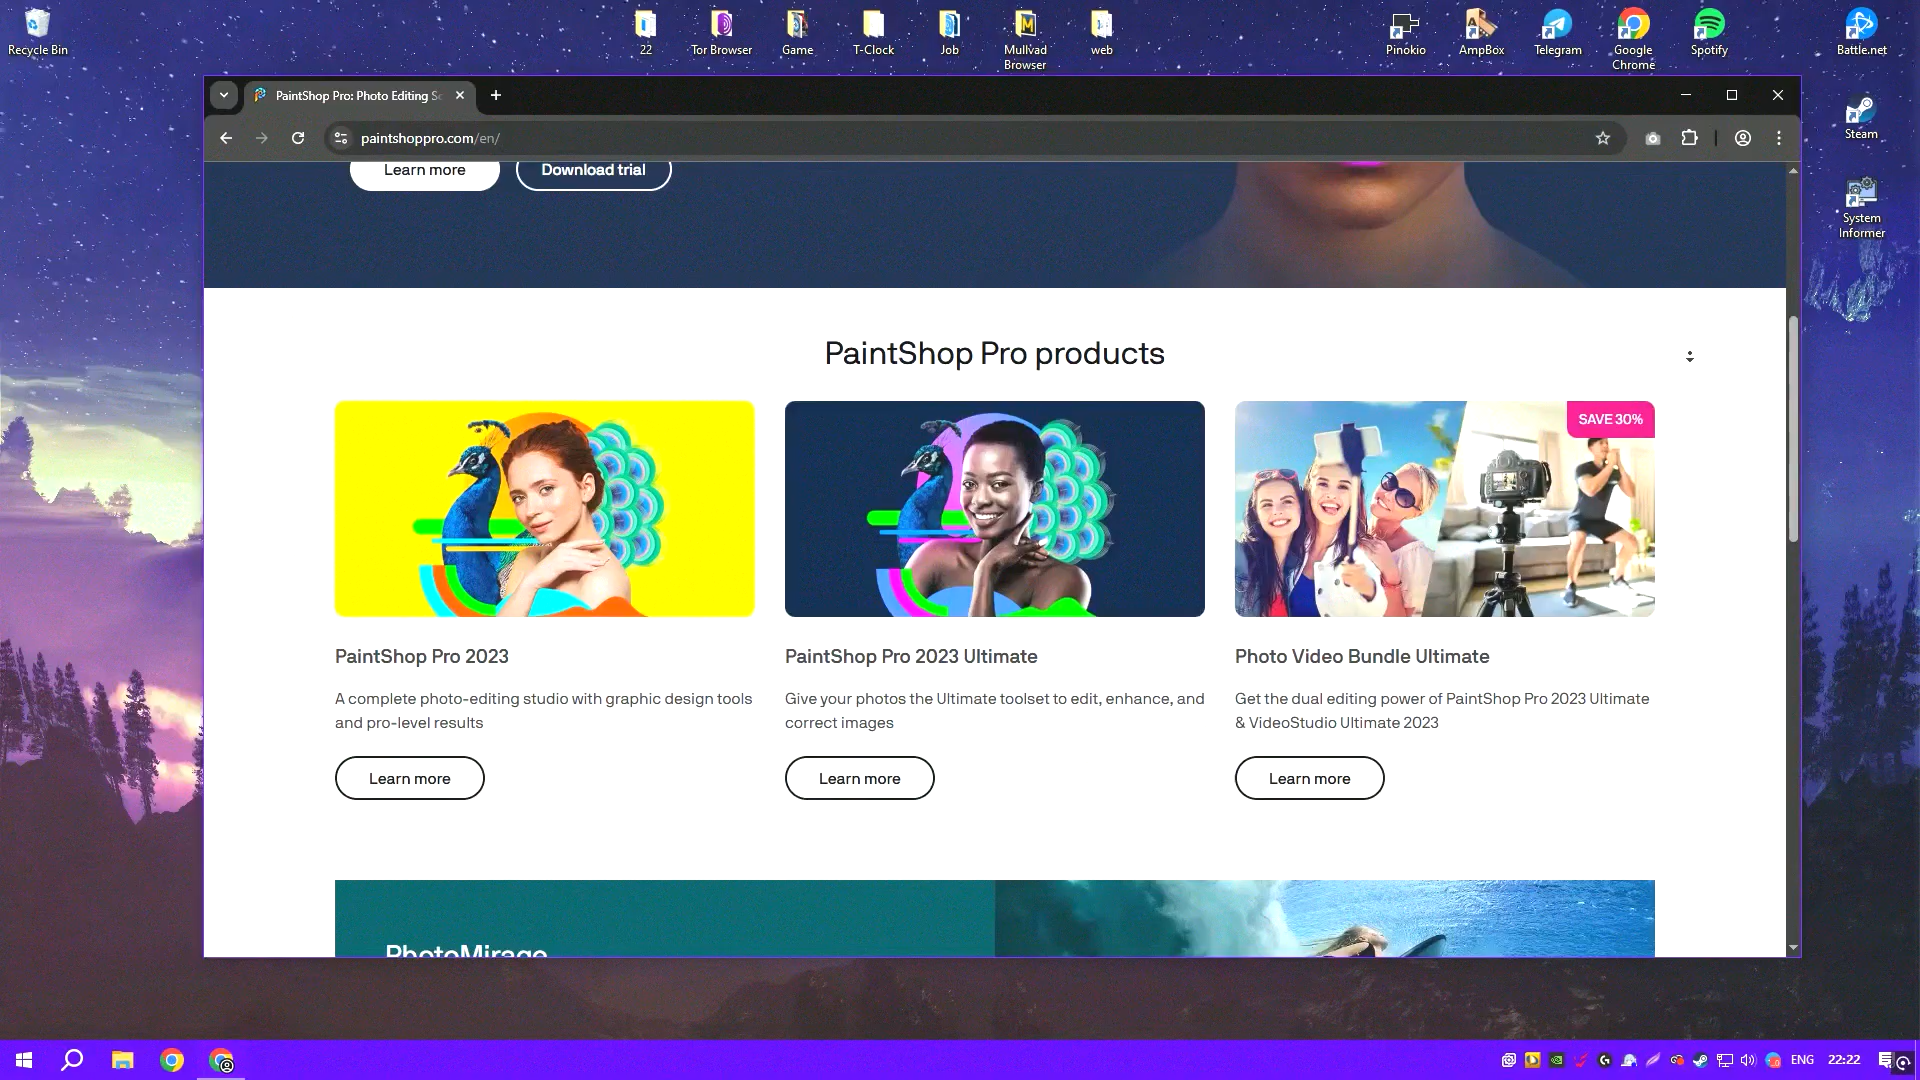 Recycle Bin
22
Tor Browser
Game
T-Clock
Job
Mullvad
Browser
web
Pinokio
AmpBox
Telegram
Google
Chrome
Spotify
Battle.net
Steam
System
Informer
PaintShop Pro: Photo Editing So
paintshoppro.com/en/
Learn more
Download trial
PaintShop Pro products
SAVE 30%
PaintShop Pro 2023
A complete photo-editing studio with graphic design tools
and pro-level results
Learn more
PaintShop Pro 2023 Ultimate
Give your photos the Ultimate toolset to edit, enhance, and
correct images
Learn more
Photo Video Bundle Ultimate
Get the dual editing power of PaintShop Pro 2023 Ultimate
& VideoStudio Ultimate 2023
Learn more
PhotoMirage
ENG
22:22